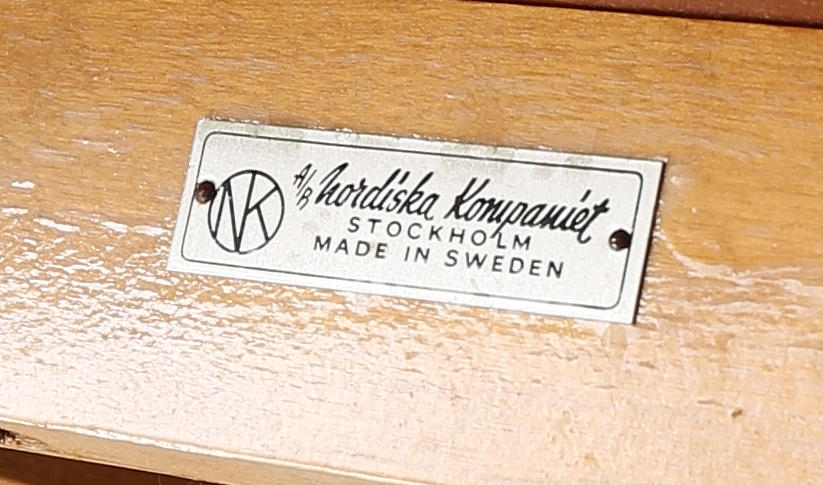 NK
A/B Nordiska Kompaniet
STOCKHOLM
MADE IN SWEDEN